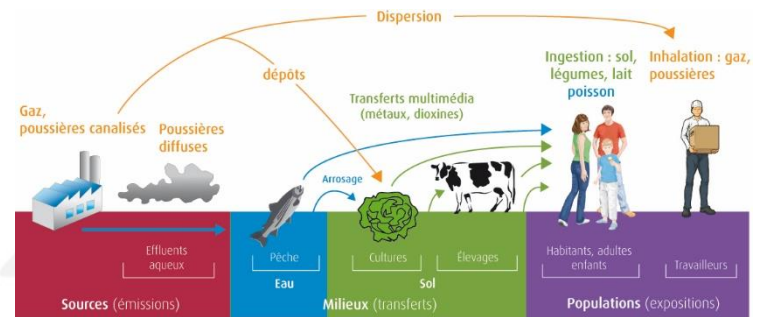 Dispersion
dépôts
Gaz,
poussières canalisés
Poussières
diffuses
Transferts multimédia
(métaux, dioxines)
Ingestion : sol,
légumes, lait
poisson
Inhalation : gaz,
poussières
Arrosage
Effluents
aqueux
Pêche
Eau
Cultures
Élevages
Sol
Habitants, adultes
enfants
Travailleurs
Sources (émissions)
Milieux (transferts)
Populations (expositions)